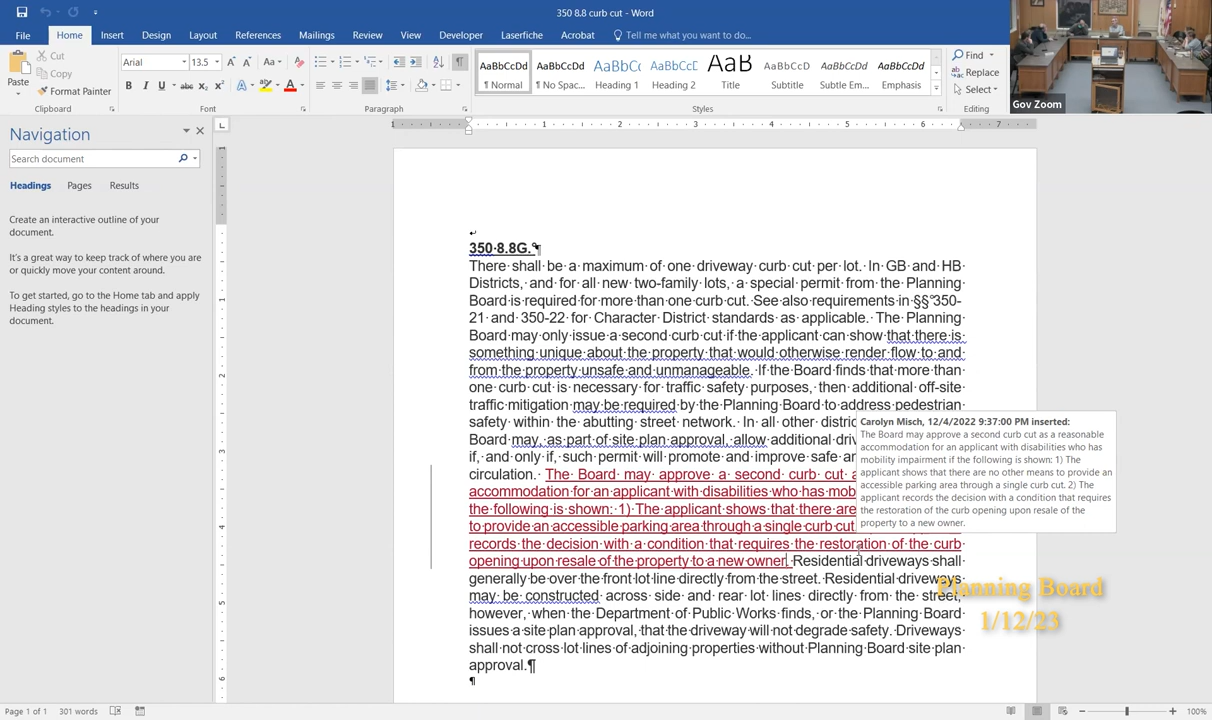 350 8.8 curb cut - Word
File Home Insert Design Layout References Mailings Review View Developer Laserfiche Acrobat Tell me what you want to do...
Paste
Cut
Copy
Format Painter
Clipboard
Arial 13.5
Font
Paragraph
AaBbCcDd AaBbCcDd AaBbCc AaBbCcD AaB AaBbCcD AaBbCcDd AaBbCcDd
¶ Normal ¶ No Spac... Heading 1 Heading 2 Title Subtitle Subtle Em... Emphasis
Styles
Find
Replace
Select
Editing
Gov Zoom
Navigation
Search document
Headings Pages Results
Create an interactive outline of your
document.
It's a great way to keep track of where you are
or quickly move your content around.
To get started, go to the Home tab and apply
Heading styles to the headings in your
document.
350 8.8G. ¶
There shall be a maximum of one driveway curb cut per lot. In GB and HB
Districts, and for all new two-family lots, a special permit from the Planning
Board is required for more than one curb cut. See also requirements in §§ 350-
21 and 350-22 for Character District standards as applicable. The Planning
Board may only issue a second curb cut if the applicant can show that there is
something unique about the property that would otherwise render flow to and
from the property unsafe and unmanageable. If the Board finds that more than
one curb cut is necessary for traffic safety purposes, then additional off-site
traffic mitigation may be required by the Planning Board to address pedestrian
safety within the abutting street network. In all other distric
Board may, as part of site plan approval, allow additional driv
if, and only if, such permit will promote and improve safe an
circulation. The Board may approve a second curb cut a
accommodation for an applicant with disabilities who has mob
the following is shown: 1) The applicant shows that there are
to provide an accessible parking area through a single curb cut
records the decision with a condition that requires the restoration of the curb
opening upon resale of the property to a new owner. Residential driveways shall
generally be over the front lot line directly from the street. Residential driveways
may be constructed across side and rear lot lines directly from the street,
however, when the Department of Public Works finds, or the Planning Board
issues a site plan approval, that the driveway will not degrade safety. Driveways
shall not cross lot lines of adjoining properties without Planning Board site plan
approval.¶
¶
Carolyn Misch, 12/4/2022 9:37:00 PM inserted:
The Board may approve a second curb cut as a reasonable
accommodation for an applicant with disabilities who has
mobility impairment if the following is shown: 1) The
applicant shows that there are no other means to provide an
accessible parking area through a single curb cut. 2) The
applicant records the decision with a condition that requires
the restoration of the curb opening upon resale of the
property to a new owner.
Planning Board
1/12/23
Page 1 of 1 301 words
100%